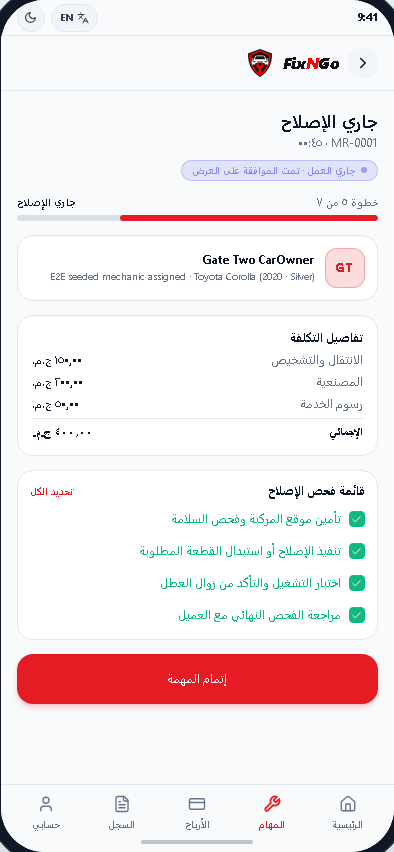 9:41
EN
FixNGo
جاري الإصلاح
MR-0001 · ٠٠:٤٥
جاري العمل · تمت الموافقة على العرض
خطوة ٥ من ٧
جاري الإصلاح
GT
Gate Two CarOwner
E2E seeded mechanic assigned · Toyota Corolla (2020 · Silver)
تفاصيل التكلفة
الانتقال والتشخيص ١٥٠٫٠٠ ج.م.
المصنعية ٢٠٠٫٠٠ ج.م.
رسوم الخدمة ٥٠٫٠٠ ج.م.
الإجمالي ٤٠٠٫٠٠ ج.م.
قائمة فحص الإصلاح
تحديد الكل
تأمين موقع المركبة وفحص السلامة
تنفيذ الإصلاح أو استبدال القطعة المطلوبة
اختبار التشغيل والتأكد من زوال العطل
مراجعة الفحص النهائي مع العميل
إتمام المهمة
الرئيسية
المهام
الأرباح
السجل
حسابي